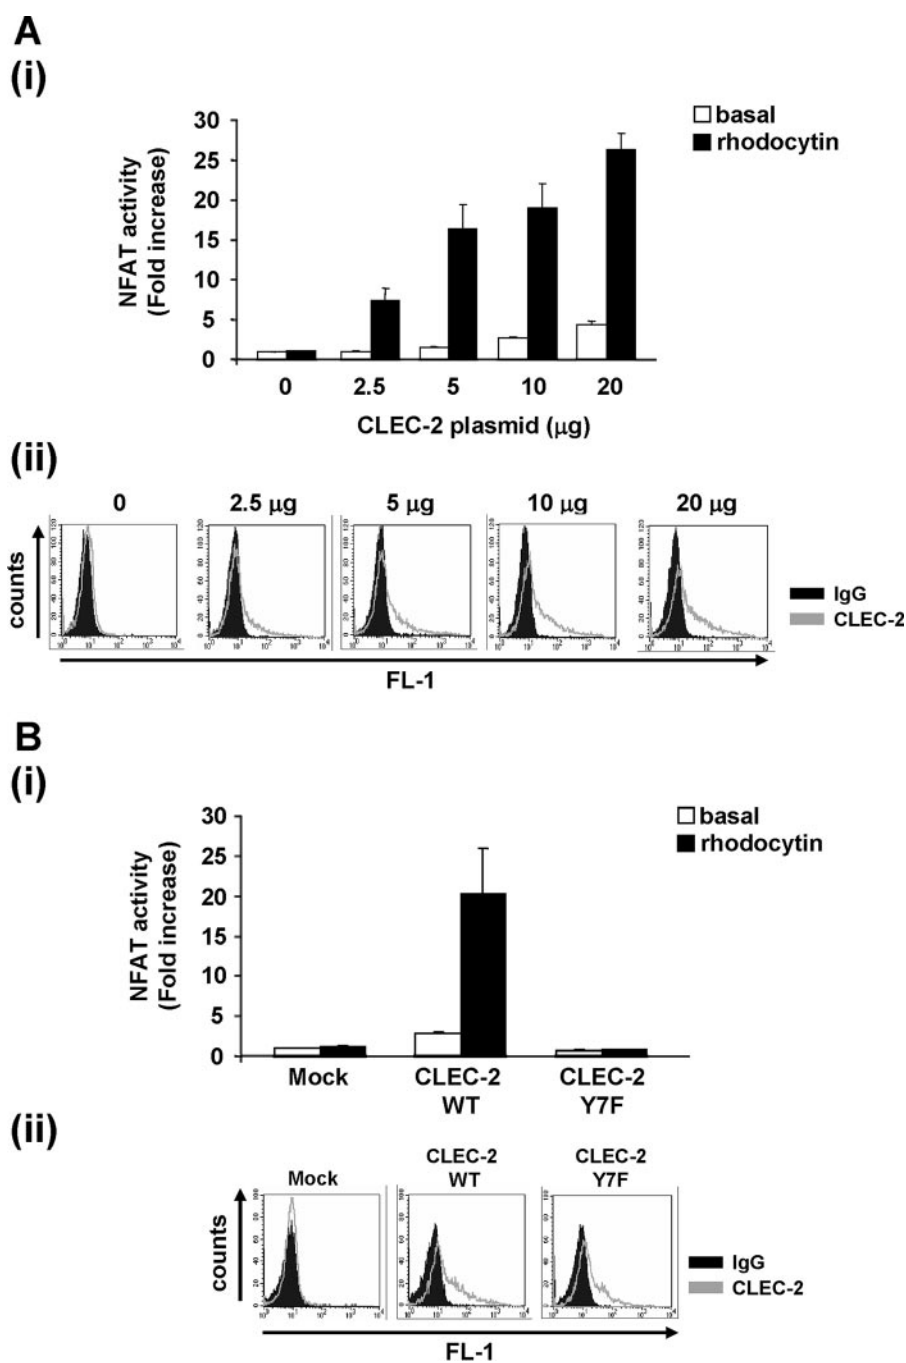 A
(i)
30
25
20
15
10
5
0
NFAT activity
(Fold increase)
basal
rhodocytin
0 2.5 5 10 20
CLEC-2 plasmid (µg)
(ii)
0 2.5 µg 5 µg 10 µg 20 µg
counts
IgG
CLEC-2
FL-1
B
(i)
30
25
20
15
10
5
0
NFAT activity
(Fold increase)
basal
rhodocytin
Mock CLEC-2 CLEC-2
WT Y7F
(ii)
Mock CLEC-2 CLEC-2
WT Y7F
counts
IgG
CLEC-2
FL-1